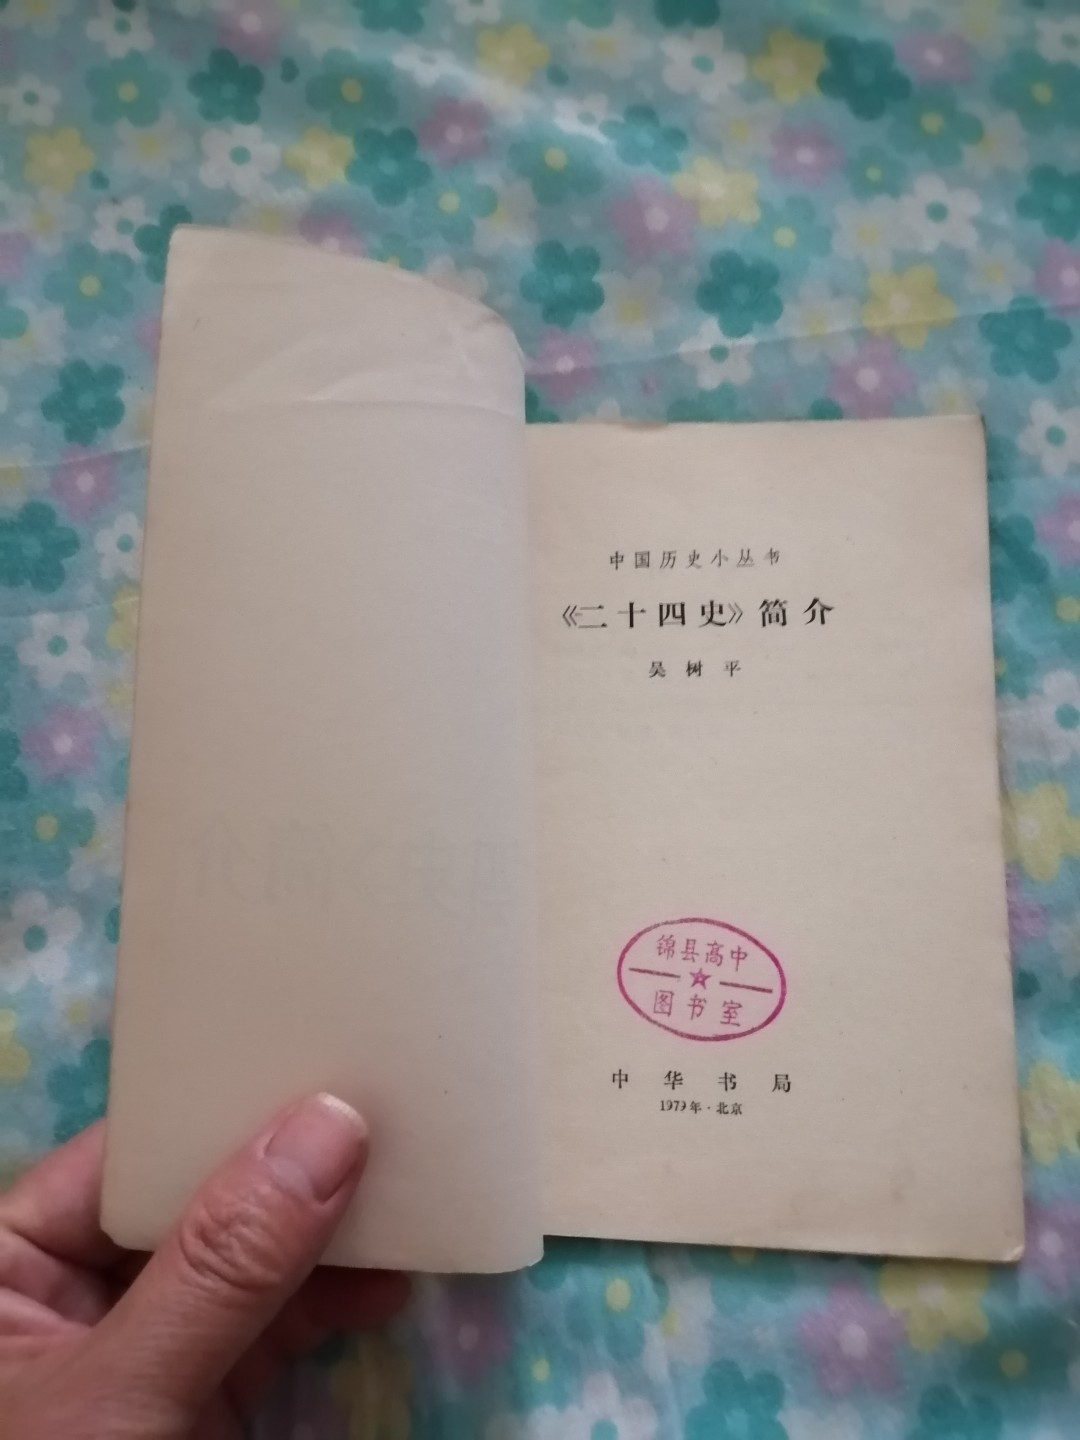 中国历史小丛书
《二十四史》简介
吴树平
锦县高中
图书室
中华书局
1979年·北京